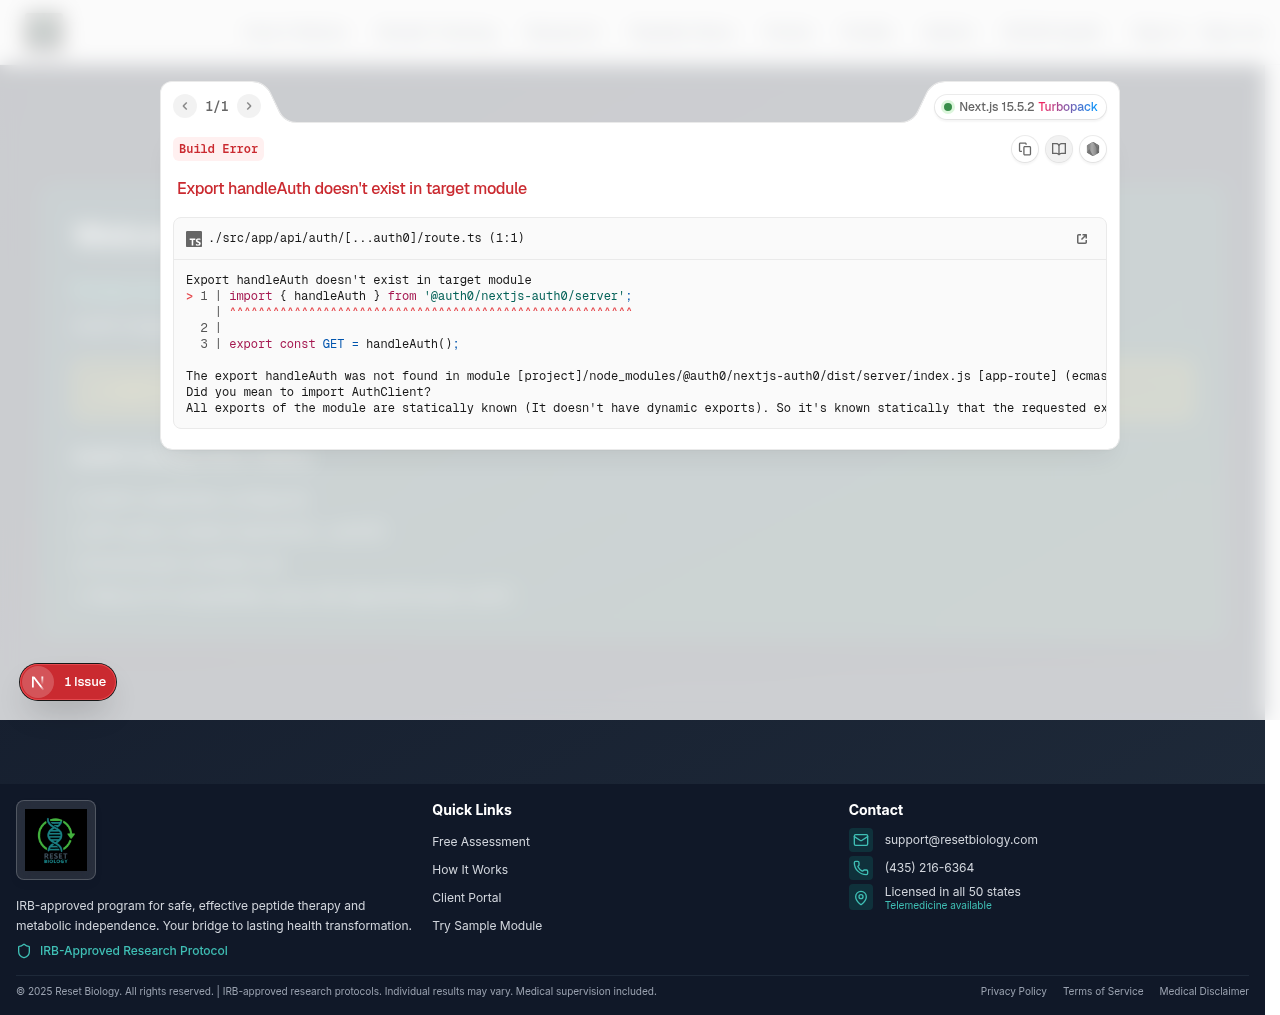 1/1
Next.js 15.5.2 Turbopack
Build Error
Export handleAuth doesn't exist in target module
TS ./src/app/api/auth/[...auth0]/route.ts (1:1)
Export handleAuth doesn't exist in target module
> 1 | import { handleAuth } from '@auth0/nextjs-auth0/server';
| ^^^^^^^^^^^^^^^^^^^^^^^^^^^^^^^^^^^^^^^^^^^^^^^^^^^^^^^^
2 |
3 | export const GET = handleAuth();
The export handleAuth was not found in module [project]/node_modules/@auth0/nextjs-auth0/dist/server/index.js [app-route] (ecmas
Did you mean to import AuthClient?
All exports of the module are statically known (It doesn't have dynamic exports). So it's known statically that the requested ex
N 1 Issue
RESET
BIOLOGY
IRB-approved program for safe, effective peptide therapy and
metabolic independence. Your bridge to lasting health transformation.
IRB-Approved Research Protocol
Quick Links
Free Assessment
How It Works
Client Portal
Try Sample Module
Contact
support@resetbiology.com
(435) 216-6364
Licensed in all 50 states
Telemedicine available
© 2025 Reset Biology. All rights reserved. | IRB-approved research protocols. Individual results may vary. Medical supervision included.
Privacy Policy Terms of Service Medical Disclaimer